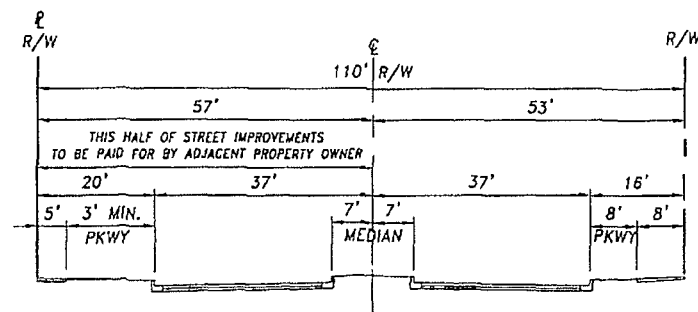 ℄
R/W
℄
R/W
110' R/W
57'
53'
THIS HALF OF STREET IMPROVEMENTS
TO BE PAID FOR BY ADJACENT PROPERTY OWNER
20'
37'
37'
16'
5'
3' MIN.
PKWY
7'
7'
MEDIAN
8'
PKWY
8'